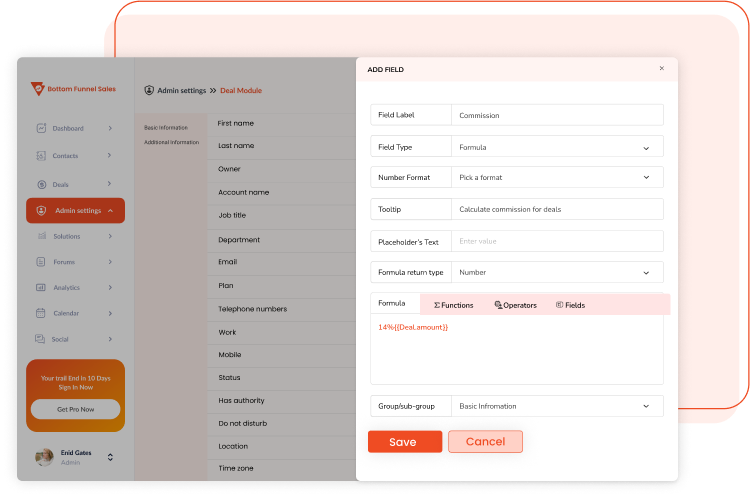 Bottom Funnel Sales
Dashboard
Contacts
Deals
Admin settings
Solutions
Forums
Analytics
Calendar
Social
Your trail End in 10 Days
Sign In Now
Get Pro Now
Enid Gates
Admin
Admin settings >> Deal Module
Basic Information
Additional Information
First name
Last name
Owner
Account name
Job title
Department
Email
Plan
Telephone numbers
Work
Mobile
Status
Has authority
Do not disturb
Location
Time zone
ADD FIELD ×
Field Label Commission
Field Type Formula
Number Format Pick a format
Tooltip Calculate commission for deals
Placeholder's Text Enter value
Formula return type Number
Formula Σ Functions Operators Fields
14%{{Deal.amount}}
Group/sub-group Basic Infromation
Save Cancel